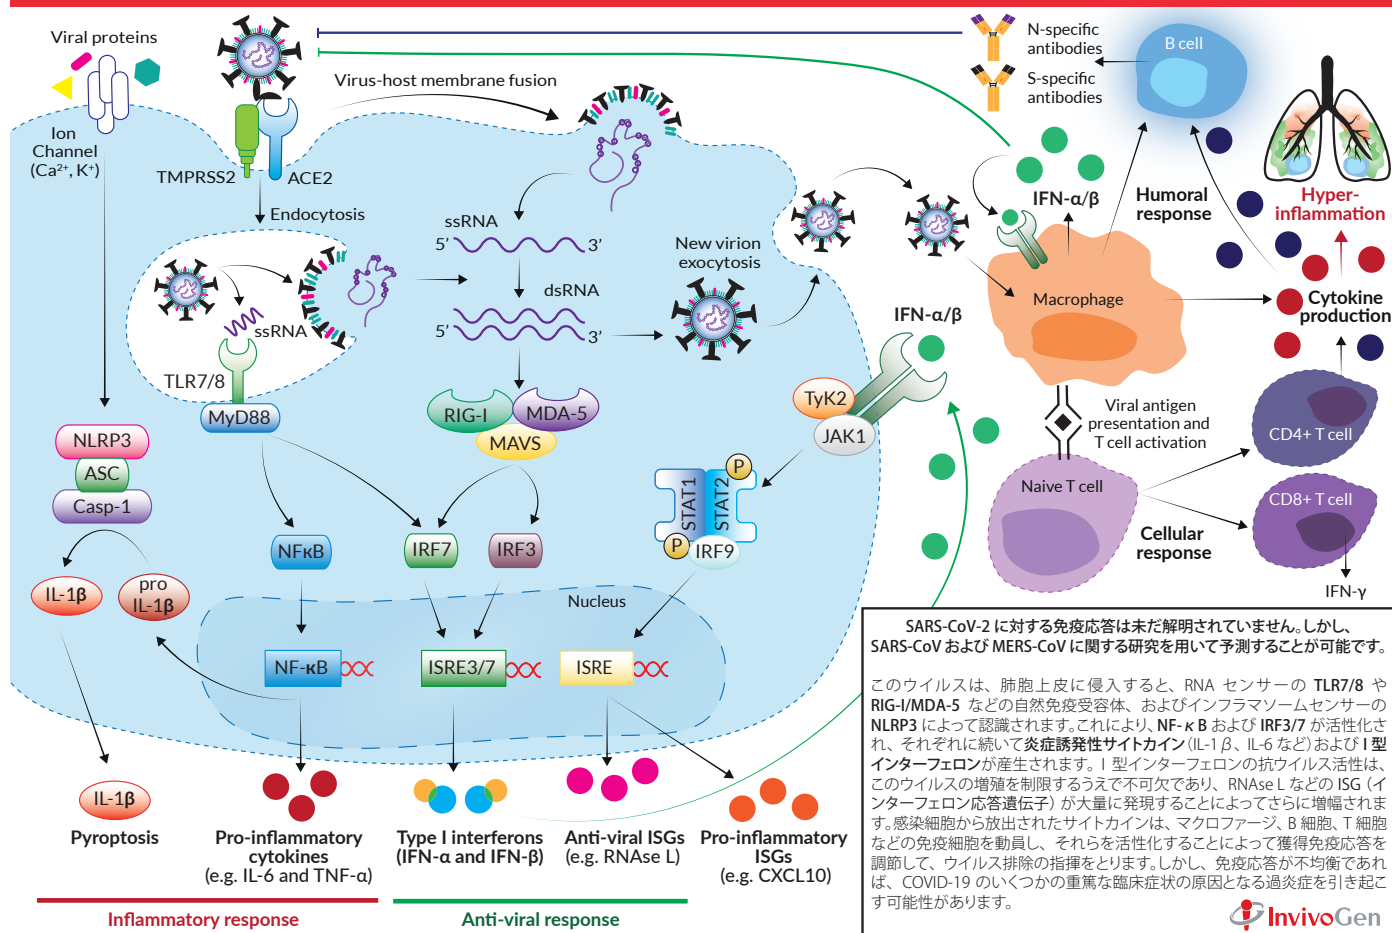 Viral proteins
Ion
Channel
(Ca²⁺, K⁺)
TMPRSS2
ACE2
Virus-host membrane fusion
Endocytosis
ssRNA
TLR7/8
MyD88
ssRNA
5’
3’
dsRNA
5’
3’
New virion
exocytosis
RIG-I
MDA-5
MAVS
NLRP3
ASC
Casp-1
IL-1β
pro
IL-1β
NFκB
IRF7
IRF3
Nucleus
NF-κB
ISRE3/7
ISRE
STAT1
STAT2
P
P
IRF9
TyK2
JAK1
IFN-α/β
N-specific
antibodies
S-specific
antibodies
B cell
IFN-α/β
Humoral
response
Hyper-
inflammation
Macrophage
Cytokine
production
Viral antigen
presentation and
T cell activation
Naive T cell
CD4+ T cell
CD8+ T cell
Cellular
response
IFN-γ
IL-1β
Pyroptosis
Pro-inflammatory
cytokines
(e.g. IL-6 and TNF-α)
Type I interferons
(IFN-α and IFN-β)
Anti-viral ISGs
(e.g. RNAse L)
Pro-inflammatory
ISGs
(e.g. CXCL10)
Inflammatory response
Anti-viral response
SARS-CoV-2 に対する免疫応答は未だ解明されていません。しかし、
SARS-CoV および MERS-CoV に関する研究を用いて予測することが可能です。
このウイルスは、肺胞上皮に侵入すると、RNA センサーの TLR7/8 や
RIG-I/MDA-5 などの自然免疫受容体、およびインフラマソームセンサーの
NLRP3 によって認識されます。これにより、NF-κB および IRF3/7 が活性化さ
れ、それぞれに続いて炎症誘発性サイトカイン（IL-1β、IL-6 など）および I 型
インターフェロンが産生されます。I 型インターフェロンの抗ウイルス活性は、
このウイルスの増殖を制限するうえで不可欠であり、RNAse L などの ISG（イ
ンターフェロン応答遺伝子）が大量に発現することによってさらに増幅されま
す。感染細胞から放出されたサイトカインは、マクロファージ、B 細胞、T 細胞
などの免疫細胞を動員し、それらを活性化することによって獲得免疫応答を
調節して、ウイルス排除の指揮をとります。しかし、免疫応答が不均衡であれ
ば、COVID-19 のいくつかの重篤な臨床症状の原因となる過炎症を引き起こ
す可能性があります。
InvivoGen